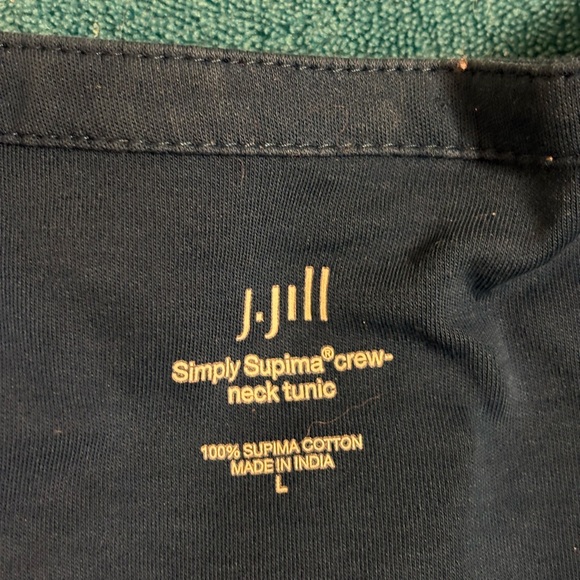 J.Jill
Simply Supima® crew-
neck tunic
100% SUPIMA COTTON
MADE IN INDIA
L